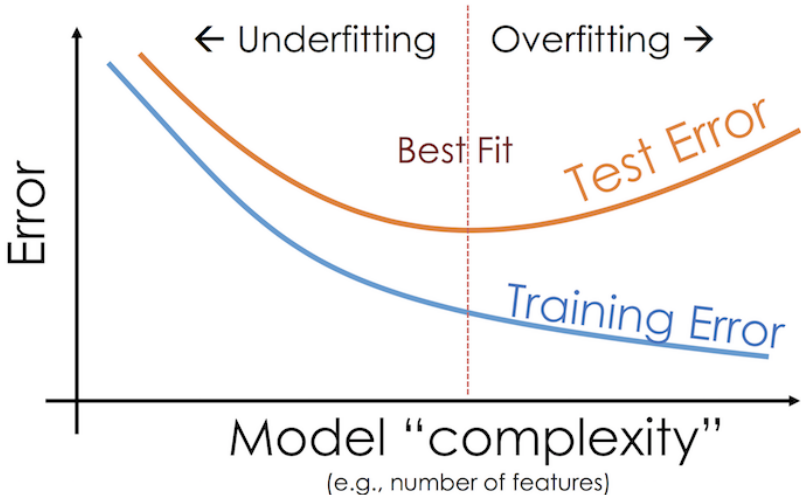 ← Underfitting
Overfitting →
Best Fit
Test Error
Error
Training Error
Model “complexity”
(e.g., number of features)